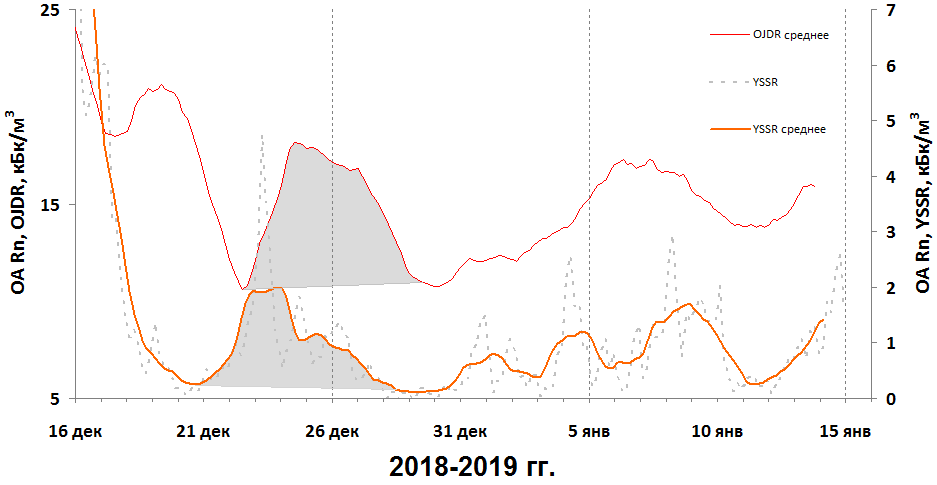 25
15
5
OA Rn, OJDR, кБк/м³
7
6
5
4
3
2
1
0
OA Rn, YSSR, кБк/м³
OJDR среднее
YSSR
YSSR среднее
16 дек
21 дек
26 дек
31 дек
5 янв
10 янв
15 янв
2018-2019 гг.